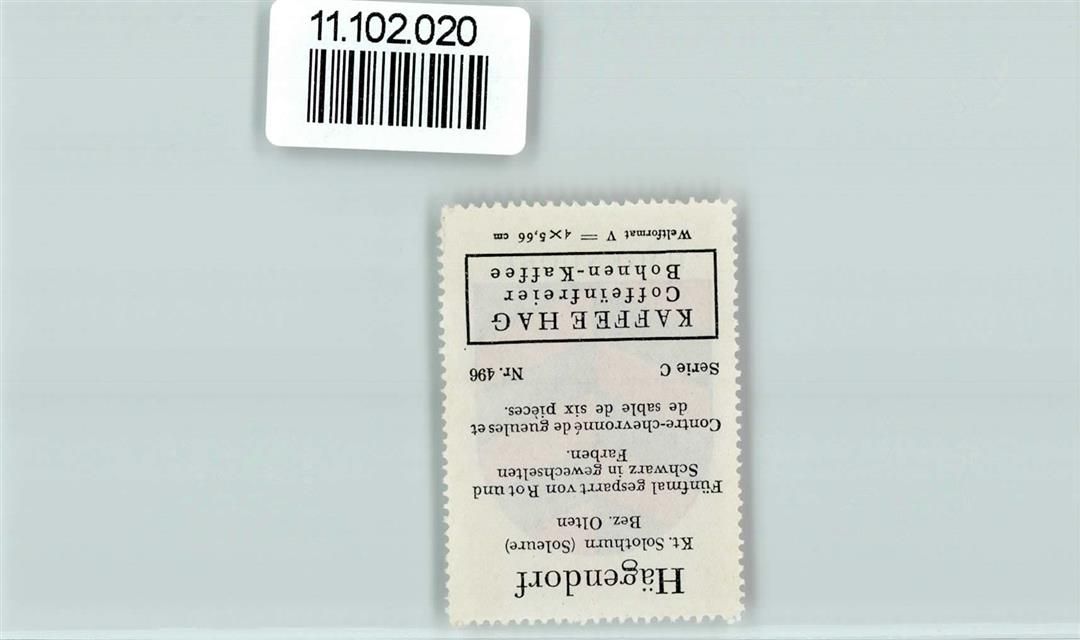 11.102.020
Hägendorf
Kt. Solothurn (Soleure)
Bez. Olten
Fünfmal gesparrt von Rot und
Schwarz in gewechselten
Farben.
Contre-chevronné de gueules et
de sable de six pièces.
Serie C Nr. 496
KAFFEE HAG
Coffeïnfreier
Bohnen-Kaffee
Weltformat V = 4×5,66 cm